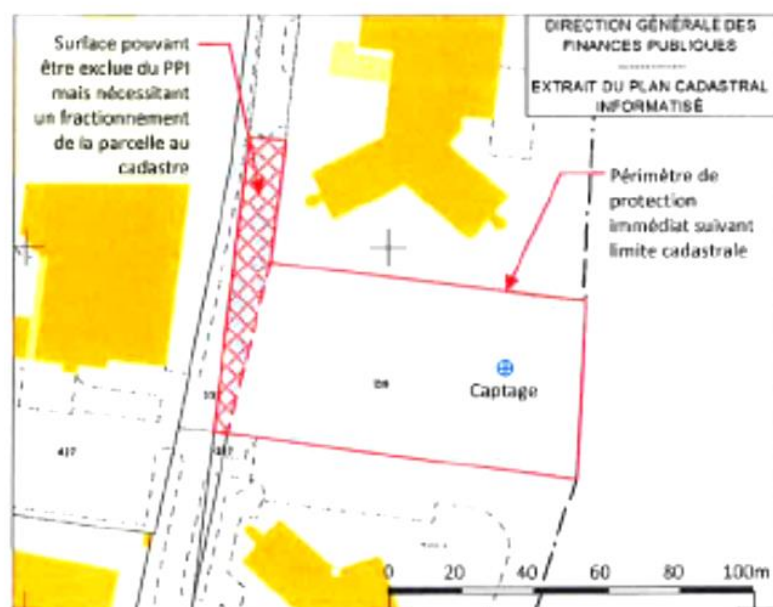 DIRECTION GÉNÉRALE DES
FINANCES PUBLIQUES
EXTRAIT DU PLAN CADASTRAL
INFORMATISÉ
Surface pouvant
être exclue du PPI
mais nécessitant
un fractionnement
de la parcelle au
cadastre
Périmètre de
protection
immédiat suivant
limite cadastrale
Captage
0 20 40 60 80 100m